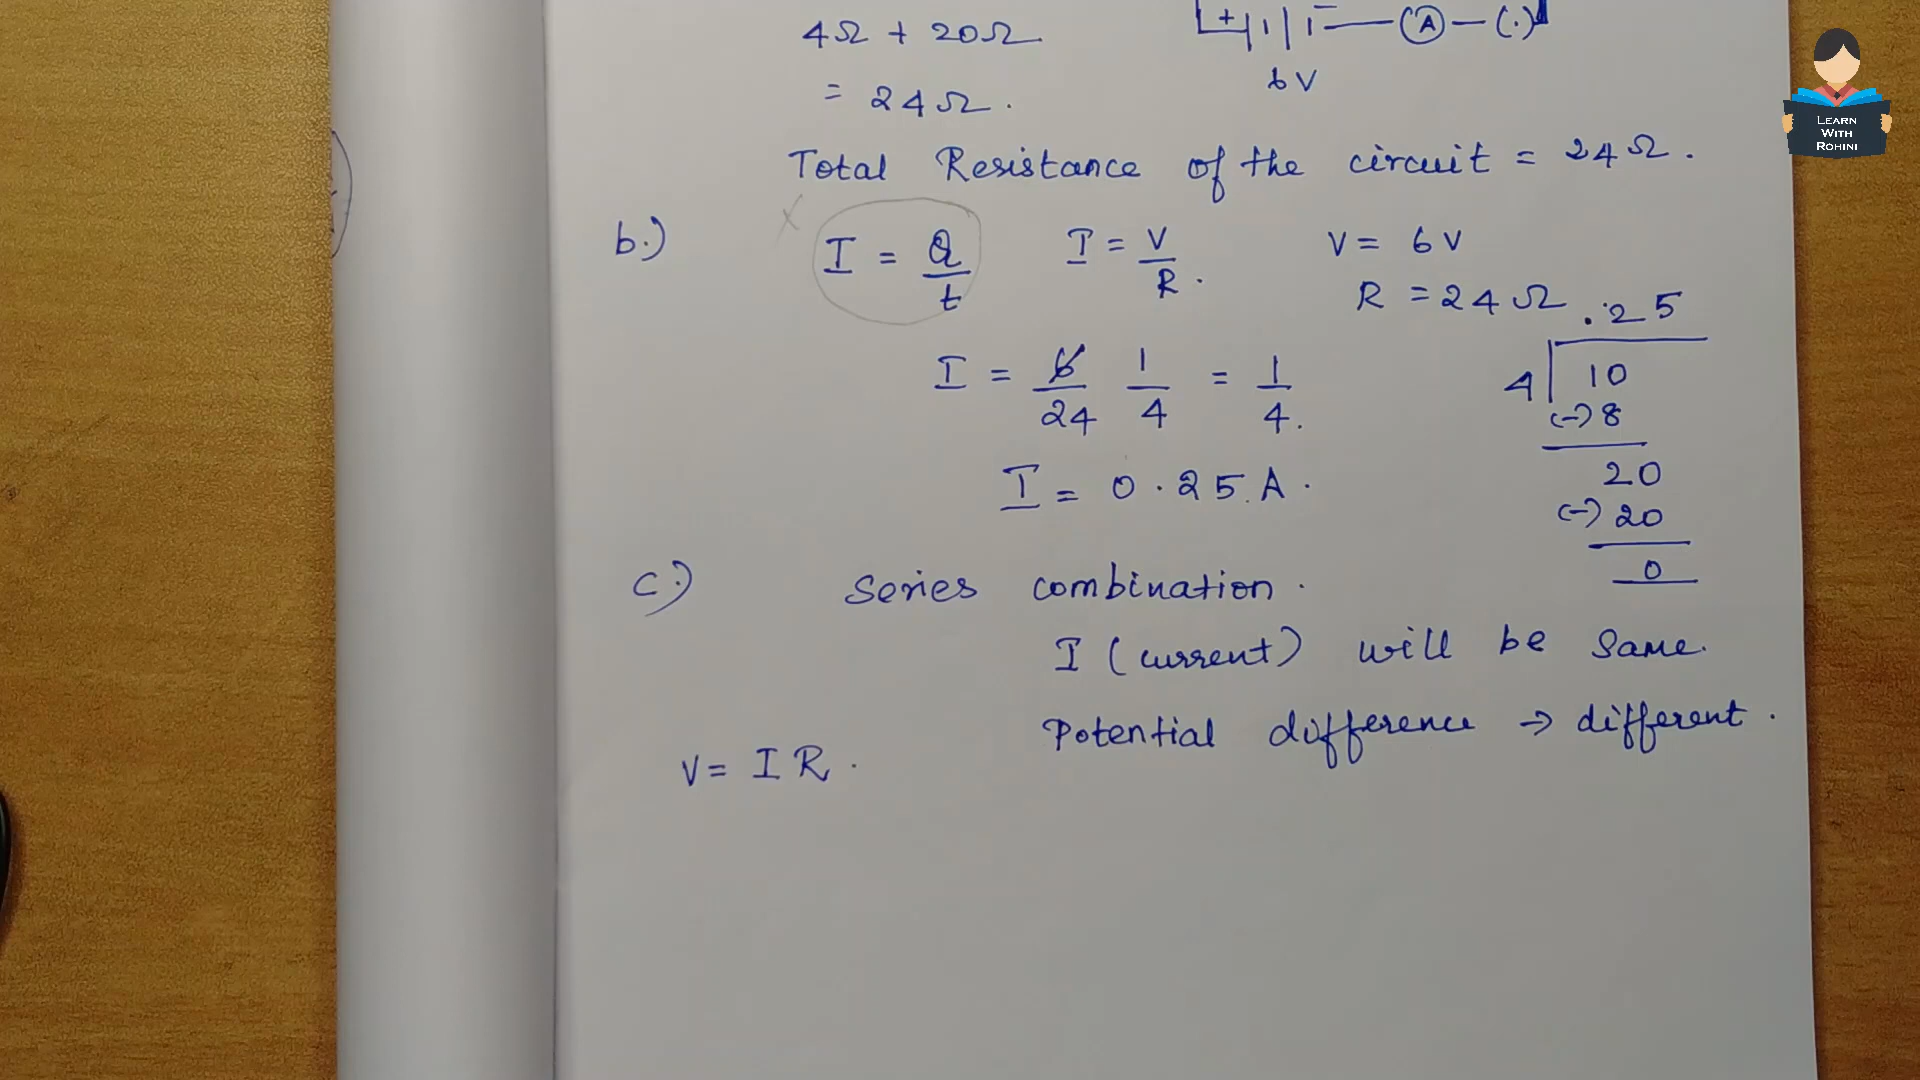 4Ω + 20Ω
= 24Ω.
+ A (·)
6V
LEARN
WITH
ROHINI
Total Resistance of the circuit = 24Ω.
b.)
I = Q/t
I = V/R.
V = 6V
R = 24Ω
I = 6/24 1/4 = 1/4.
I = 0.25 A.
.25
4 10
(-) 8
20
(-) 20
0
c.) Series combination.
I (current) will be same.
Potential difference → different.
V = IR.